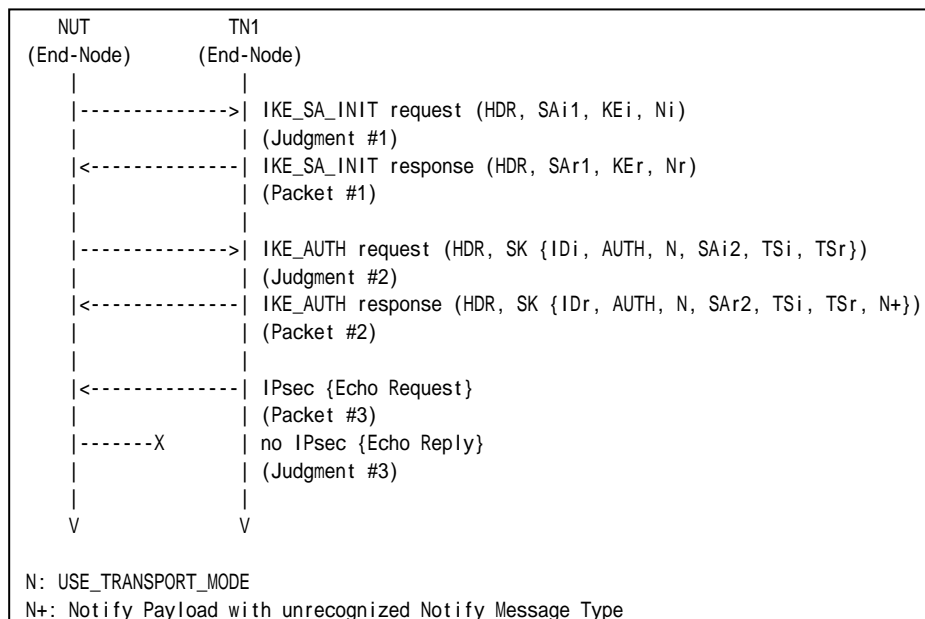 NUT TN1
(End-Node) (End-Node)
| |
|-------------->| IKE_SA_INIT request (HDR, SAi1, KEi, Ni)
| | (Judgment #1)
|<--------------| IKE_SA_INIT response (HDR, SAr1, KEr, Nr)
| | (Packet #1)
| |
|-------------->| IKE_AUTH request (HDR, SK {IDi, AUTH, N, SAi2, TSi, TSr})
| | (Judgment #2)
|<--------------| IKE_AUTH response (HDR, SK {IDr, AUTH, N, SAr2, TSi, TSr, N+})
| | (Packet #2)
| |
|<--------------| IPsec {Echo Request}
| | (Packet #3)
|-------X | no IPsec {Echo Reply}
| | (Judgment #3)
| |
V V
N: USE_TRANSPORT_MODE
N+: Notify Payload with unrecognized Notify Message Type